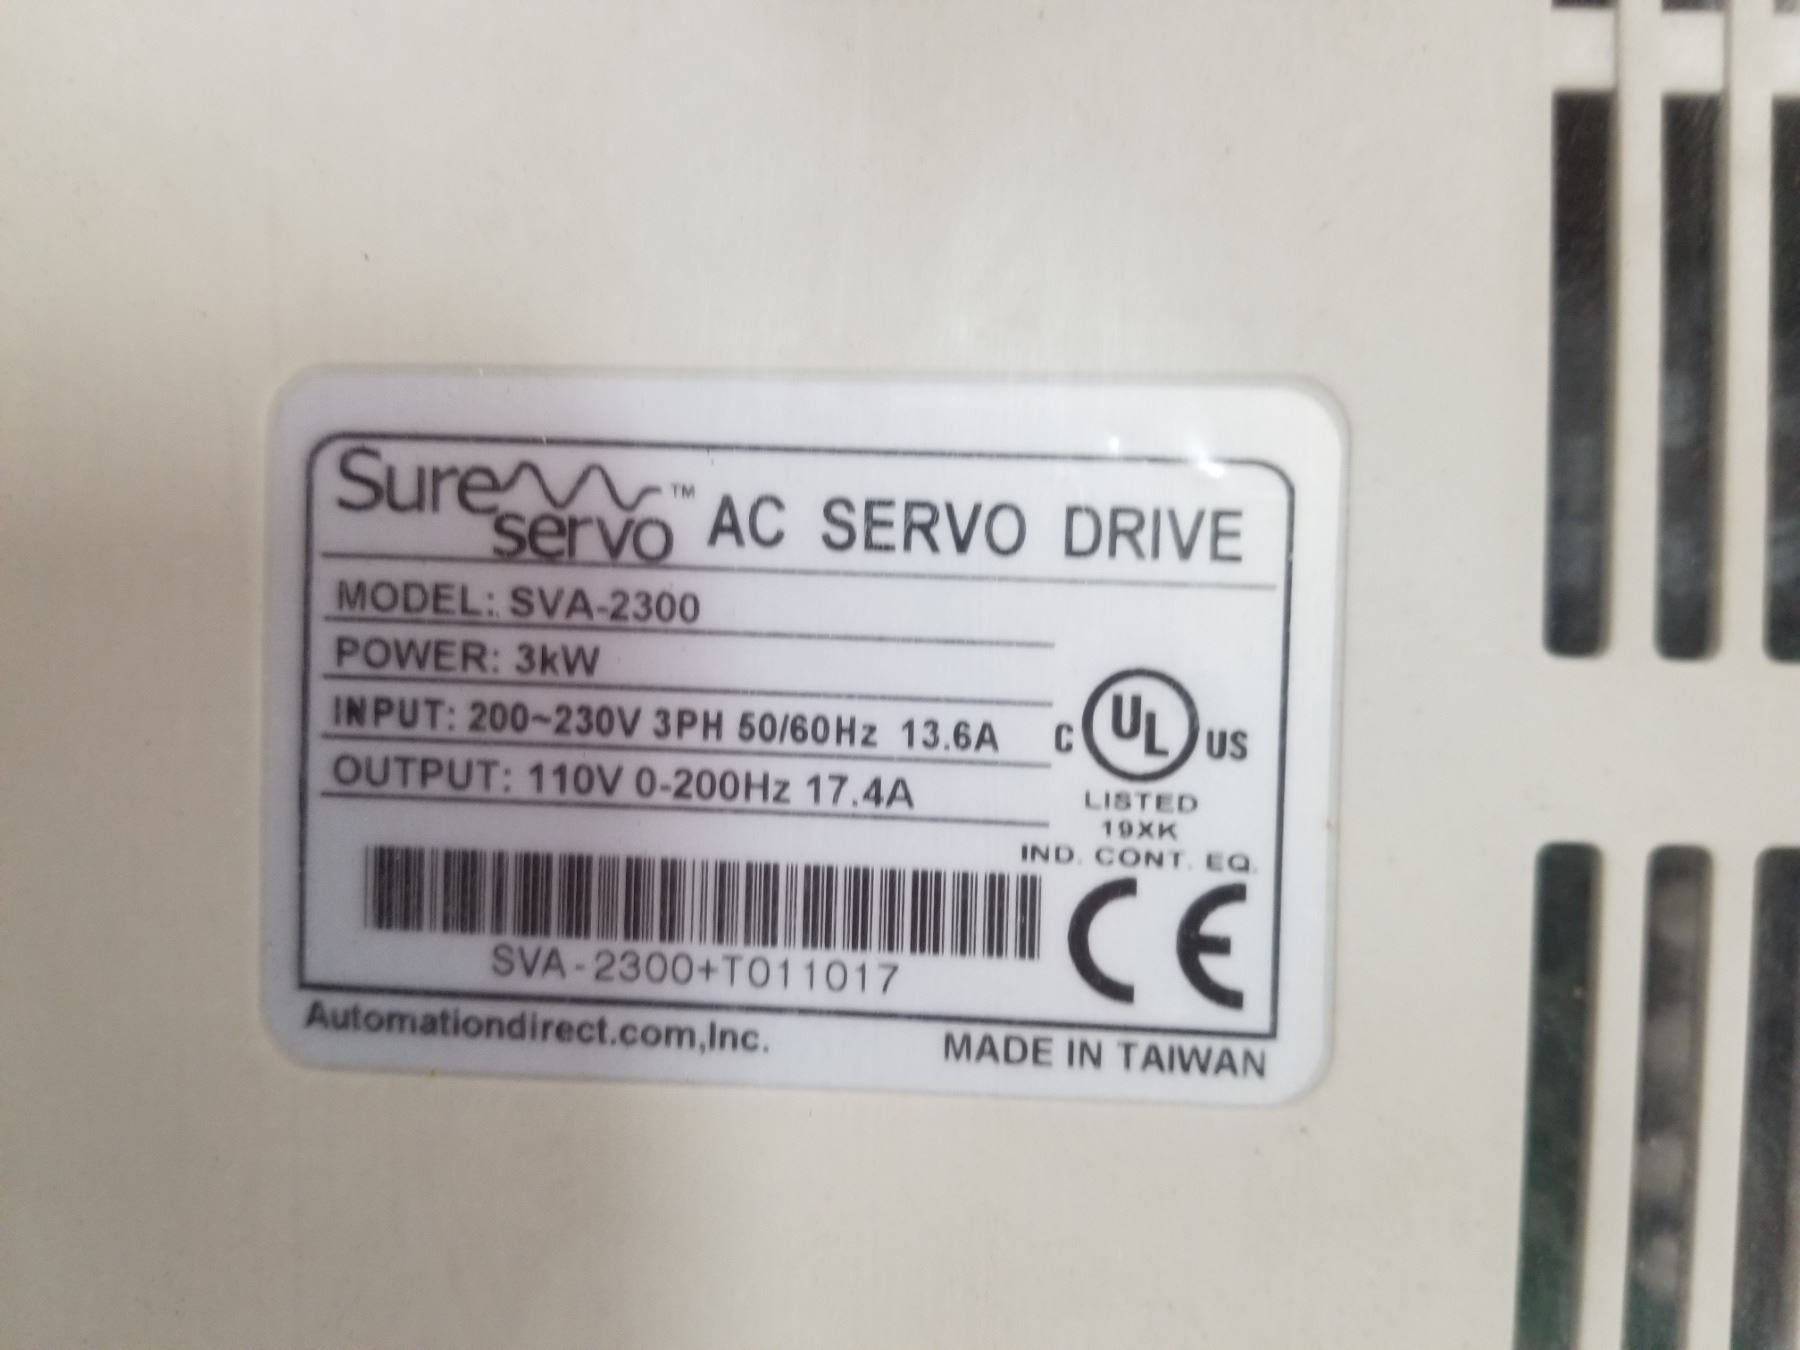 Sure servo™ AC SERVO DRIVE
MODEL: SVA-2300
POWER: 3kW
INPUT: 200~230V 3PH 50/60Hz 13.6A
OUTPUT: 110V 0-200Hz 17.4A
C UL US
LISTED
19XK
IND. CONT. EQ.
CE
SVA-2300+T011017
Automationdirect.com,Inc.
MADE IN TAIWAN